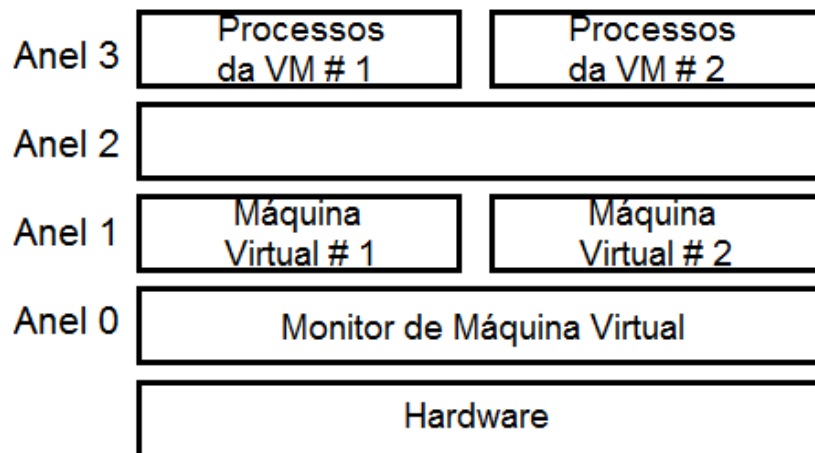 Anel 3
Processos
da VM # 1
Processos
da VM # 2
Anel 2
Anel 1
Máquina
Virtual # 1
Máquina
Virtual # 2
Anel 0
Monitor de Máquina Virtual
Hardware